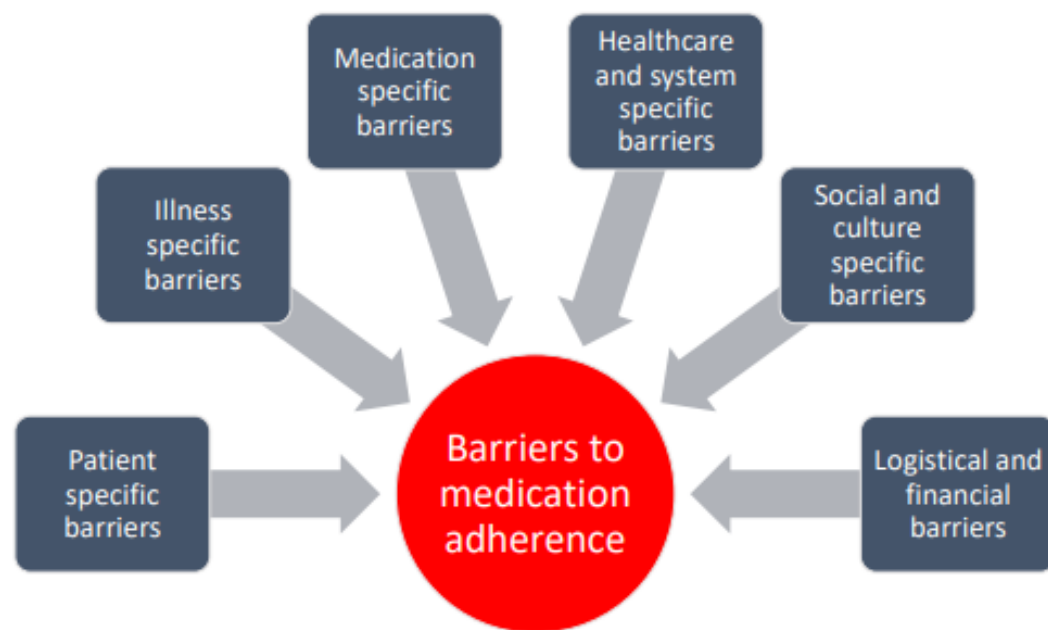 Medication
specific
barriers
Healthcare
and system
specific
barriers
Illness
specific
barriers
Social and
culture
specific
barriers
Patient
specific
barriers
Barriers to
medication
adherence
Logistical and
financial
barriers